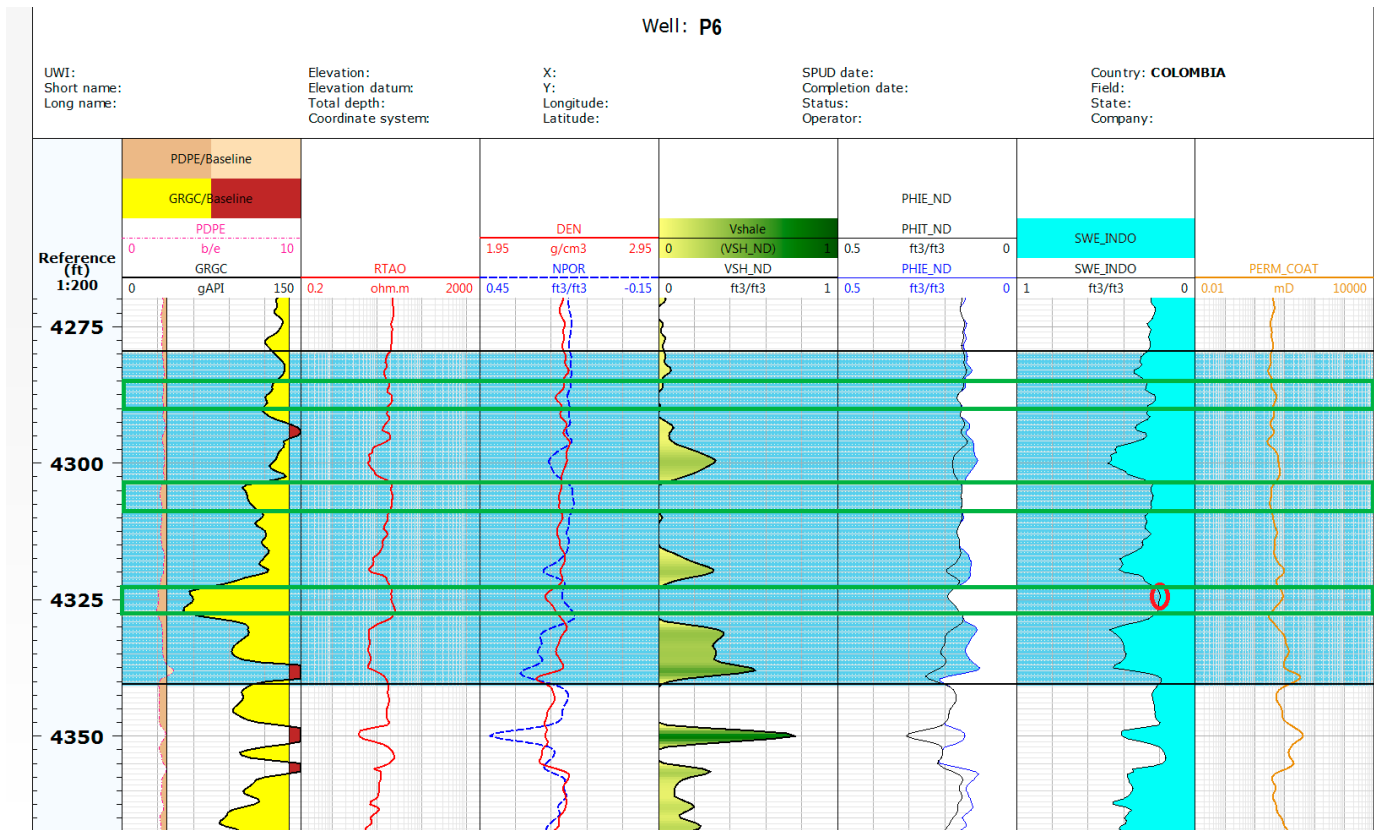 Well: P6
UWI: Elevation: X: SPUD date: Country: COLOMBIA
Short name: Elevation datum: Y: Completion date: Field:
Long name: Total depth: Longitude: Status: State:
Coordinate system: Latitude: Operator: Company:
PDPE/Baseline
GRGC/Baseline PHIE_ND
PDPE DEN Vshale PHIT_ND SWE_INDO
0 b/e 10 1.95 g/cm3 2.95 0 (VSH_ND) 1 0.5 ft3/ft3 0
Reference
(ft)
1:200
GRGC RTAO NPOR VSH_ND PHIE_ND SWE_INDO PERM_COAT
0 gAPI 150 0.2 ohm.m 2000 0.45 ft3/ft3 -0.15 0 ft3/ft3 1 0.5 ft3/ft3 0 1 ft3/ft3 0 0.01 mD 10000
4275
4300
4325
4350